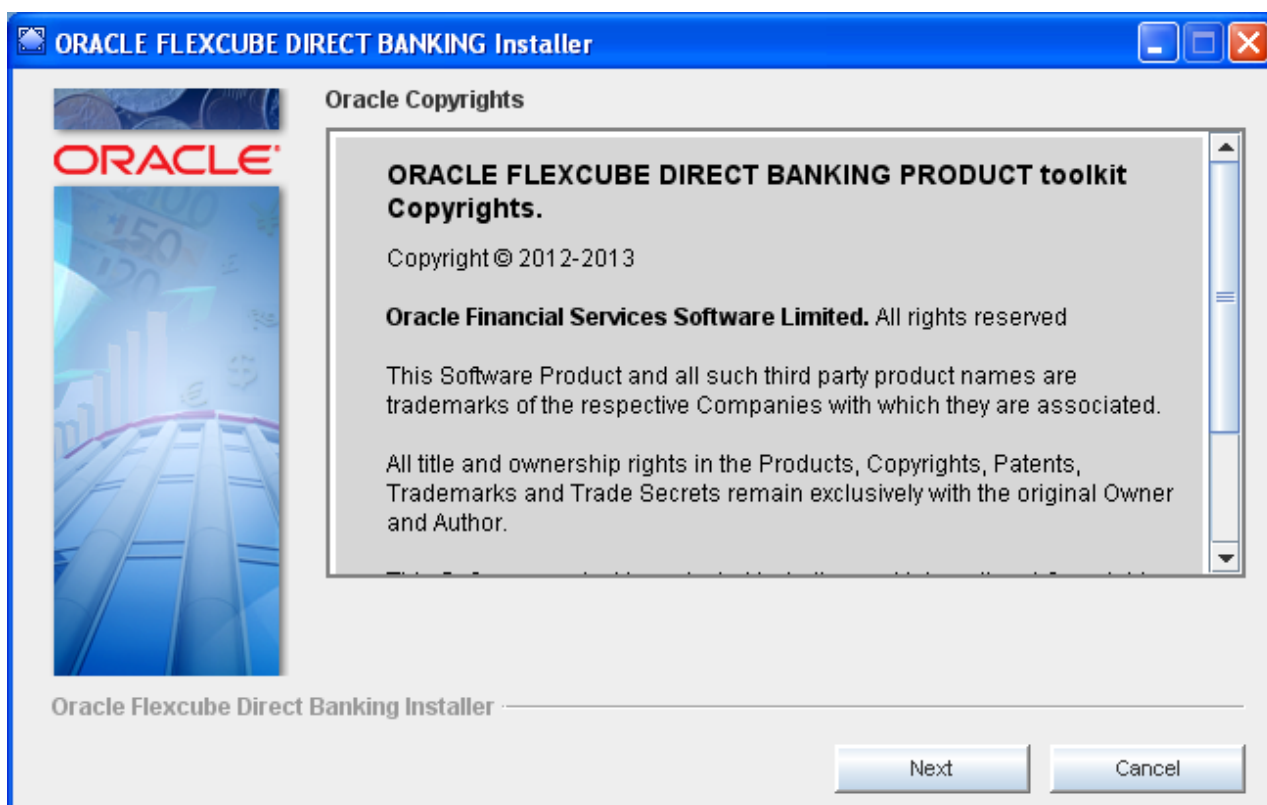 ORACLE FLEXCUBE DIRECT BANKING Installer
Oracle Copyrights
ORACLE
ORACLE FLEXCUBE DIRECT BANKING PRODUCT toolkit
Copyrights.
Copyright © 2012-2013
Oracle Financial Services Software Limited. All rights reserved
This Software Product and all such third party product names are
trademarks of the respective Companies with which they are associated.
All title and ownership rights in the Products, Copyrights, Patents,
Trademarks and Trade Secrets remain exclusively with the original Owner
and Author.
Oracle Flexcube Direct Banking Installer
Next
Cancel